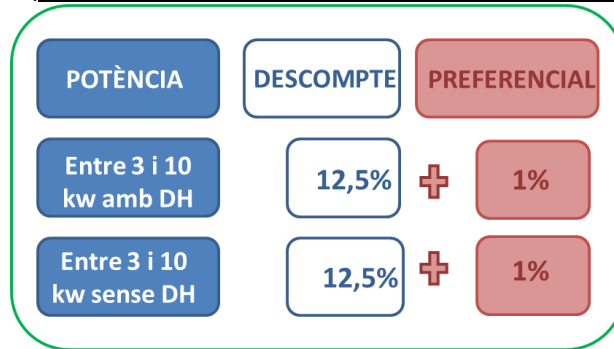 POTÈNCIA
DESCOMPTE
PREFERENCIAL
Entre 3 i 10
kw amb DH
12,5%
1%
Entre 3 i 10
kw sense DH
12,5%
1%